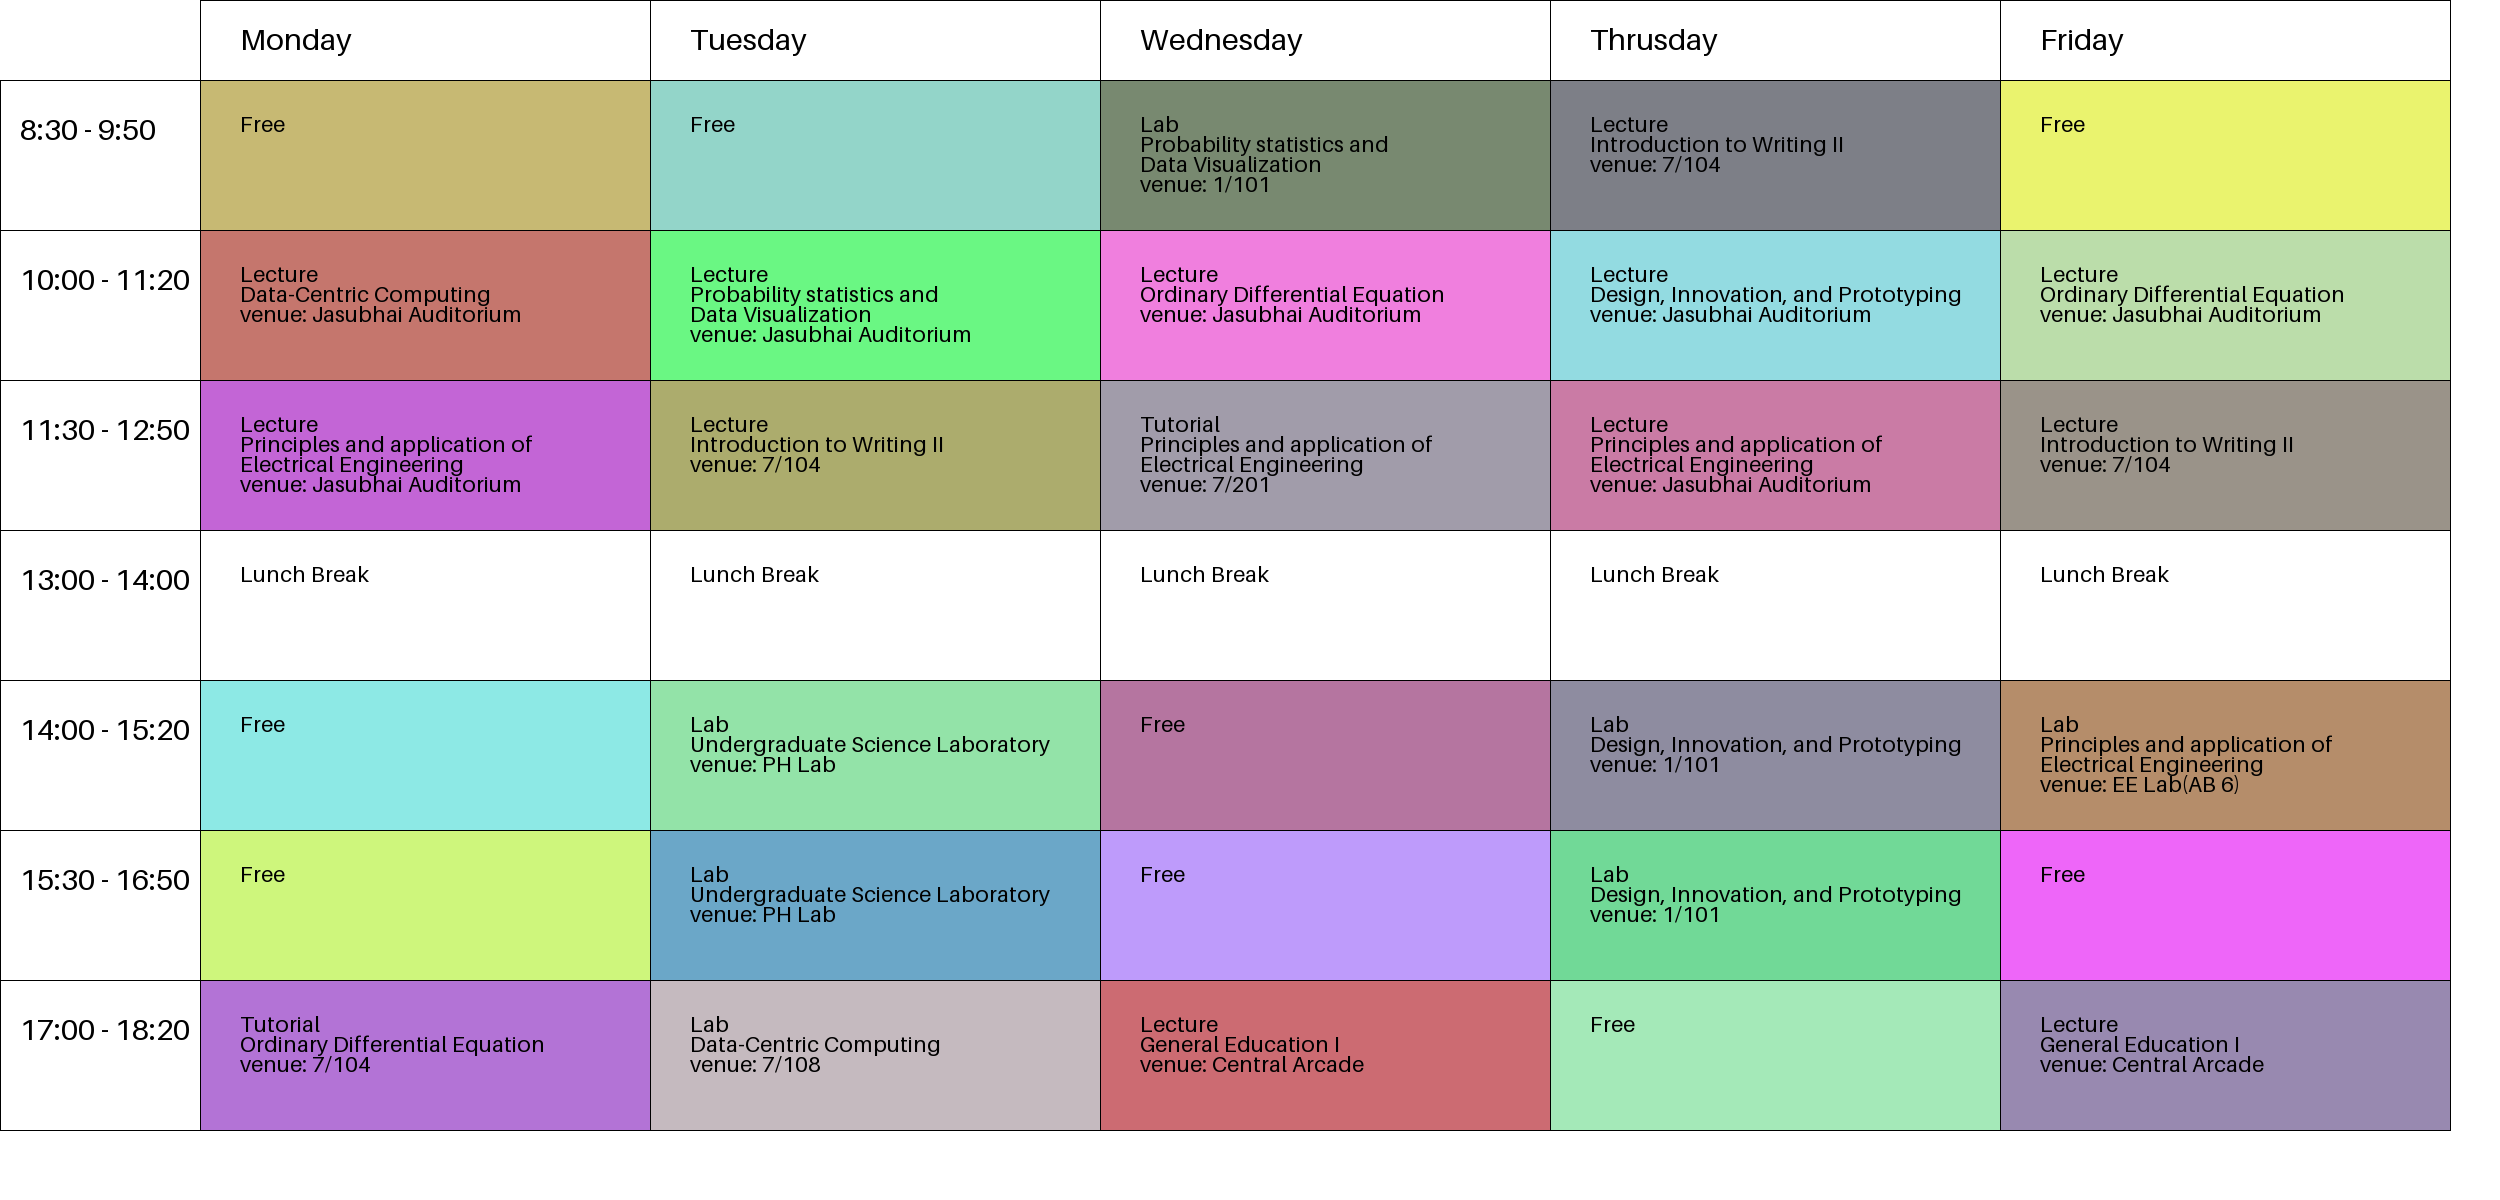 Monday
Tuesday
Wednesday
Thrusday
Friday
8:30 - 9:50
Free
Free
Lab
Probability statistics and
Data Visualization
venue: 1/101
Lecture
Introduction to Writing II
venue: 7/104
Free
10:00 - 11:20
Lecture
Data-Centric Computing
venue: Jasubhai Auditorium
Lecture
Probability statistics and
Data Visualization
venue: Jasubhai Auditorium
Lecture
Ordinary Differential Equation
venue: Jasubhai Auditorium
Lecture
Design, Innovation, and Prototyping
venue: Jasubhai Auditorium
Lecture
Ordinary Differential Equation
venue: Jasubhai Auditorium
11:30 - 12:50
Lecture
Principles and application of
Electrical Engineering
venue: Jasubhai Auditorium
Lecture
Introduction to Writing II
venue: 7/104
Tutorial
Principles and application of
Electrical Engineering
venue: 7/201
Lecture
Principles and application of
Electrical Engineering
venue: Jasubhai Auditorium
Lecture
Introduction to Writing II
venue: 7/104
13:00 - 14:00
Lunch Break
Lunch Break
Lunch Break
Lunch Break
Lunch Break
14:00 - 15:20
Free
Lab
Undergraduate Science Laboratory
venue: PH Lab
Free
Lab
Design, Innovation, and Prototyping
venue: 1/101
Lab
Principles and application of
Electrical Engineering
venue: EE Lab(AB 6)
15:30 - 16:50
Free
Lab
Undergraduate Science Laboratory
venue: PH Lab
Free
Lab
Design, Innovation, and Prototyping
venue: 1/101
Free
17:00 - 18:20
Tutorial
Ordinary Differential Equation
venue: 7/104
Lab
Data-Centric Computing
venue: 7/108
Lecture
General Education I
venue: Central Arcade
Free
Lecture
General Education I
venue: Central Arcade